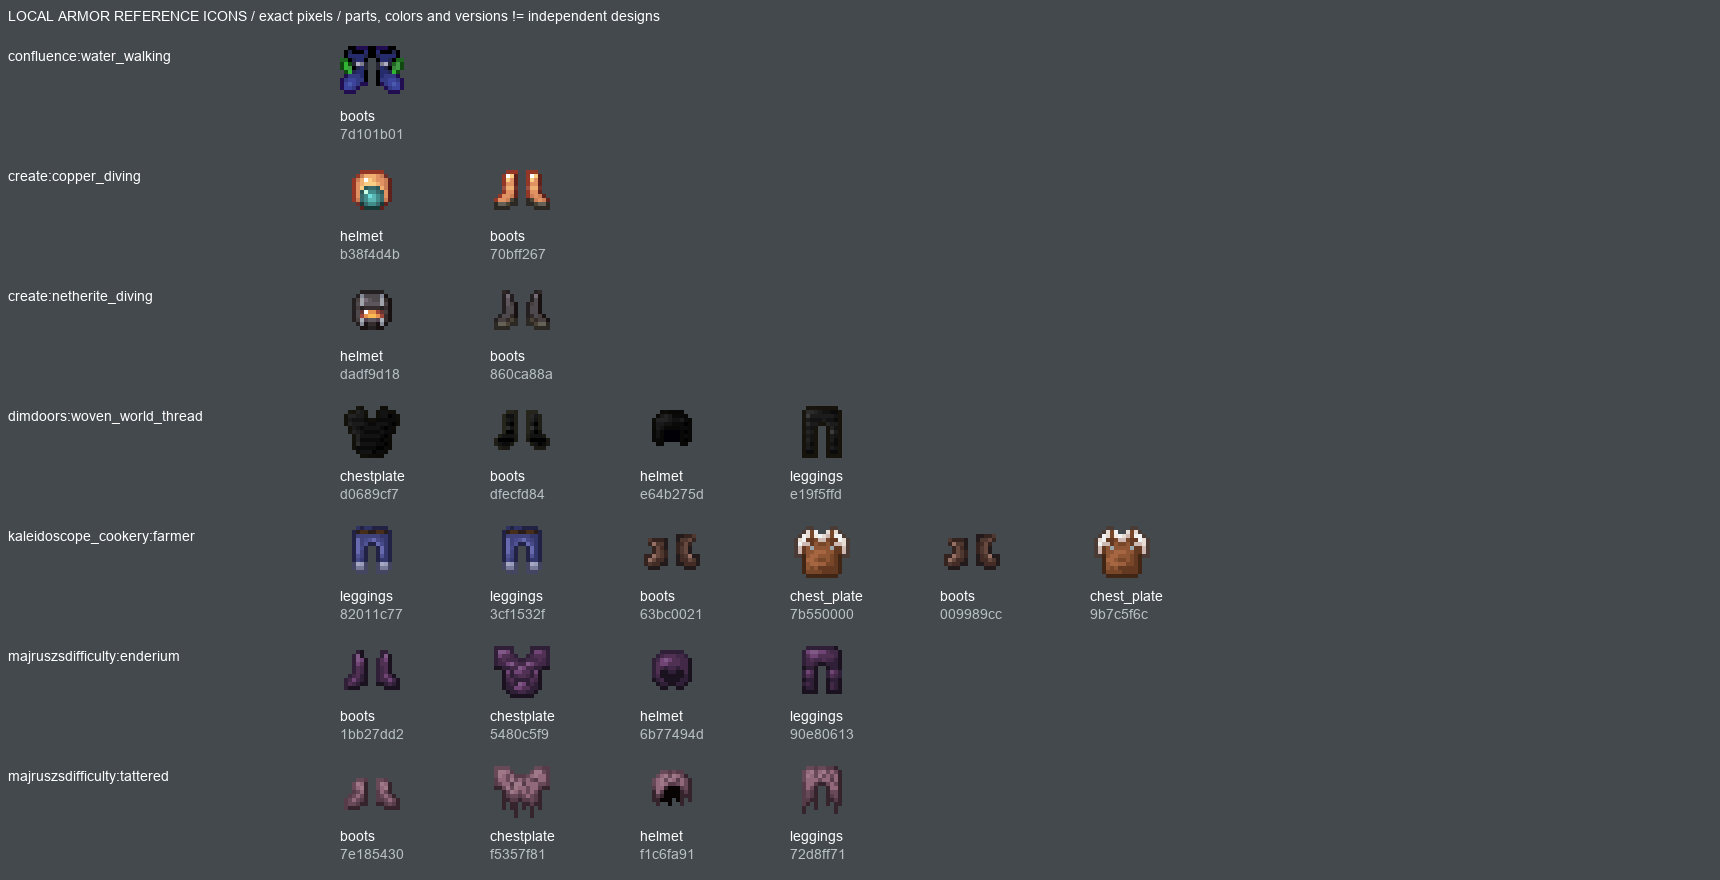 LOCAL ARMOR REFERENCE ICONS / exact pixels / parts, colors and versions != independent designs
confluence:water_walking
boots
7d101b01
create:copper_diving
helmet boots
b38f4d4b 70bff267
create:netherite_diving
helmet boots
dadf9d18 860ca88a
dimdoors:woven_world_thread
chestplate boots helmet leggings
d0689cf7 dfecfd84 e64b275d e19f5ffd
kaleidoscope_cookery:farmer
leggings leggings boots chest_plate boots chest_plate
82011c77 3cf1532f 63bc0021 7b550000 009989cc 9b7c5f6c
majruszsdifficulty:enderium
boots chestplate helmet leggings
1bb27dd2 5480c5f9 6b77494d 90e80613
majruszsdifficulty:tattered
boots chestplate helmet leggings
7e185430 f5357f81 f1c6fa91 72d8ff71